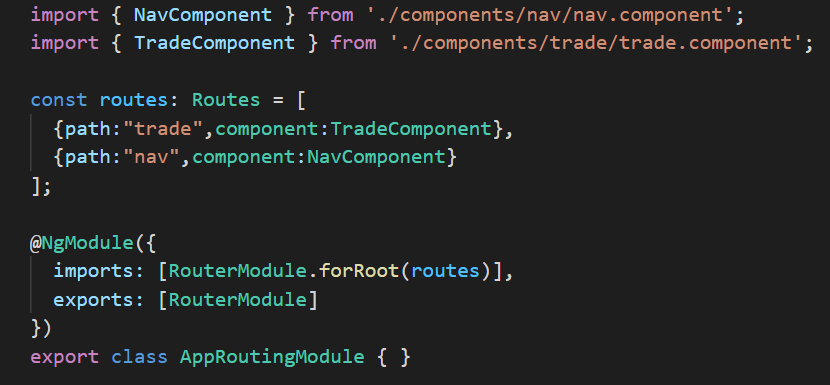 import { NavComponent } from './components/nav/nav.component';
import { TradeComponent } from './components/trade/trade.component';
const routes: Routes = [
{path:"trade",component:TradeComponent},
{path:"nav",component:NavComponent}
];
@NgModule({
imports: [RouterModule.forRoot(routes)],
exports: [RouterModule]
})
export class AppRoutingModule { }